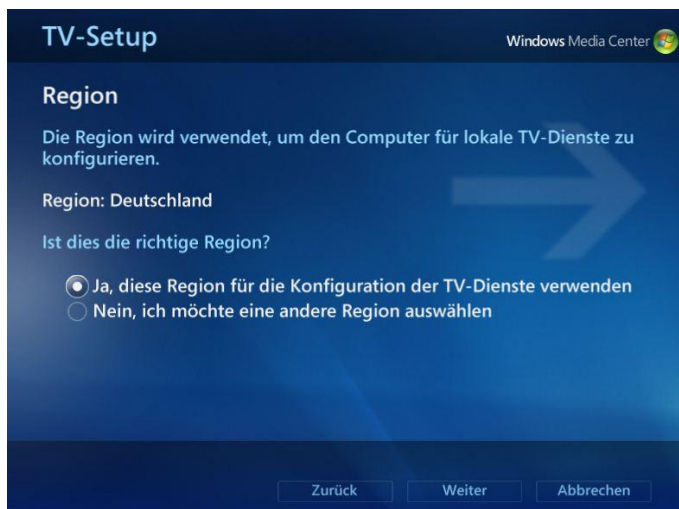 TV-Setup
Windows Media Center
Region
Die Region wird verwendet, um den Computer für lokale TV-Dienste zu
konfigurieren.
Region: Deutschland
Ist dies die richtige Region?
Ja, diese Region für die Konfiguration der TV-Dienste verwenden
Nein, ich möchte eine andere Region auswählen
Zurück
Weiter
Abbrechen